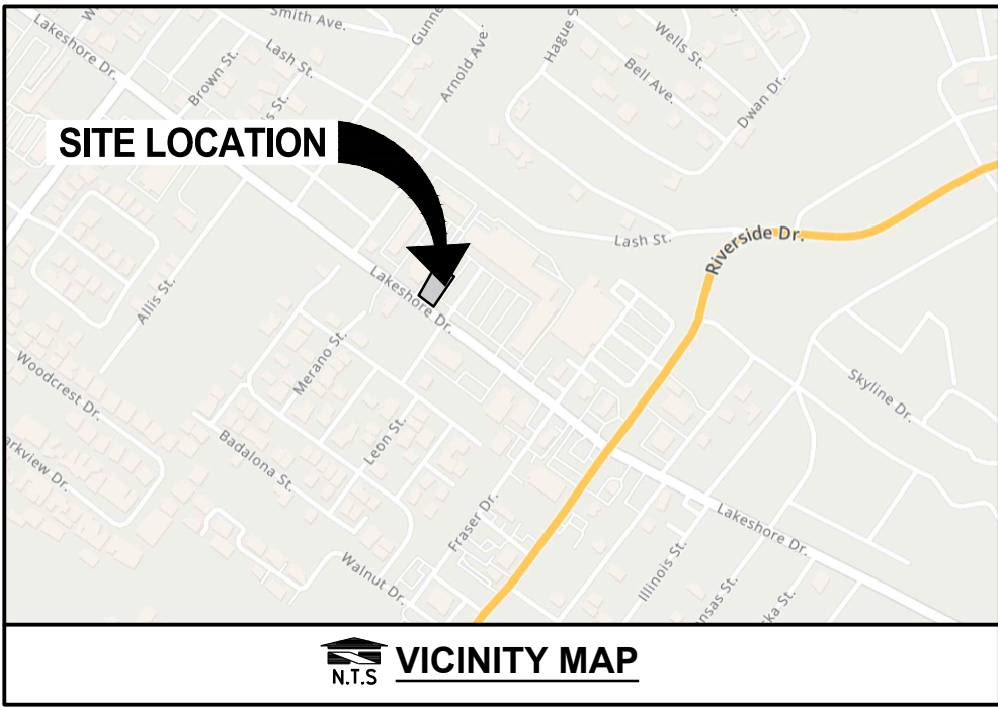 Smith Ave.
Lakeshore Dr.
Lash St.
Brown St.
Arnold Ave.
Wells St.
Bell Ave.
Dwan Dr.
SITE LOCATION
Lash St.
Riverside Dr.
Lakeshore Dr.
Allis St.
Merano St.
Woodcrest Dr.
Skyline Dr.
Leon St.
Badalona St.
Fraser Dr.
Lakeshore Dr.
Walnut Dr.
Illinois St.
N.T.S
VICINITY MAP